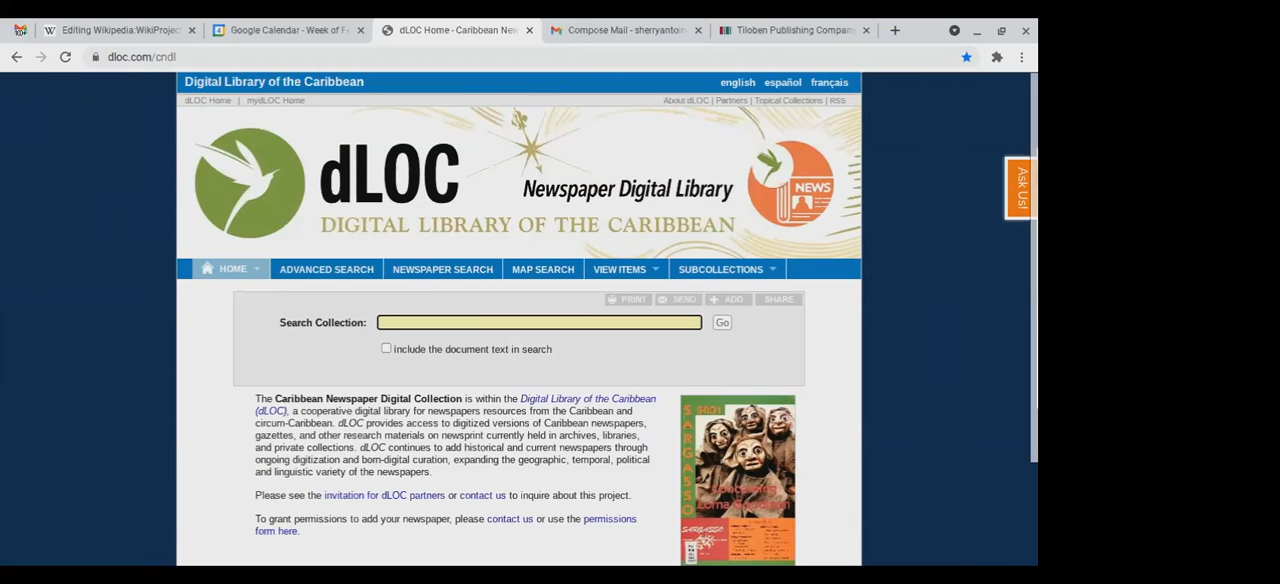 Editing Wikipedia:WikiProjec
Google Calendar - Week of F
dLOC Home - Caribbean New
Compose Mail - sherryantoin
Tiloben Publishing Compan
dloc.com/cndl
Digital Library of the Caribbean
english español français
dLOC Home | mydLOC Home
About dLOC | Partners | Topical Collections | RSS
dLOC
Newspaper Digital Library
DIGITAL LIBRARY OF THE CARIBBEAN
NEWS
Ask Us!
HOME ADVANCED SEARCH NEWSPAPER SEARCH MAP SEARCH VIEW ITEMS SUBCOLLECTIONS
PRINT SEND ADD SHARE
Search Collection: Go
include the document text in search
The Caribbean Newspaper Digital Collection is within the Digital Library of the Caribbean
(dLOC), a cooperative digital library for newspapers resources from the Caribbean and
circum-Caribbean. dLOC provides access to digitized versions of Caribbean newspapers,
gazettes, and other research materials on newsprint currently held in archives, libraries,
and private collections. dLOC continues to add historical and current newspapers through
ongoing digitization and born-digital curation, expanding the geographic, temporal, political
and linguistic variety of the newspapers.
Please see the invitation for dLOC partners or contact us to inquire about this project.
To grant permissions to add your newspaper, please contact us or use the permissions
form here.
SARGASSO
SARGASSO